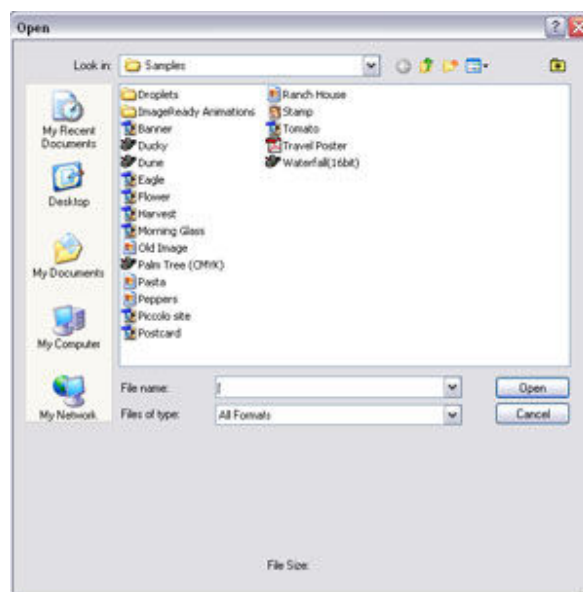 Open
Look in: Samples
My Recent Documents
Desktop
My Documents
My Computer
My Network
Droplets
ImageReady Animations
Banner
Ducky
Dune
Eagle
Flower
Harvest
Morning Glass
Old Image
Palm Tree (CMYK)
Pasta
Peppers
Piccolo site
Postcard
Ranch House
Stamp
Tomato
Travel Poster
Waterfall(16bit)
File name:
Open
Files of type: All Formats
Cancel
File Size: